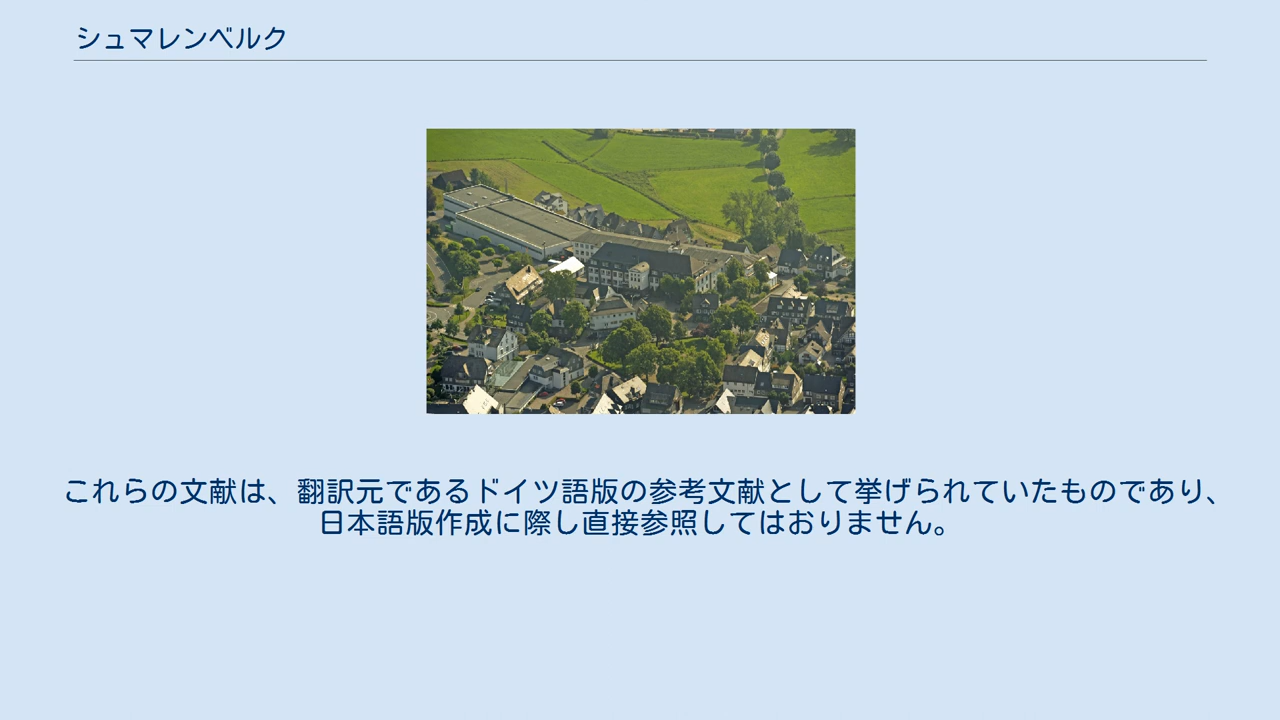 シュマレンベルク
これらの文献は、翻訳元であるドイツ語版の参考文献として挙げられていたものであり、
日本語版作成に際し直接参照してはおりません。